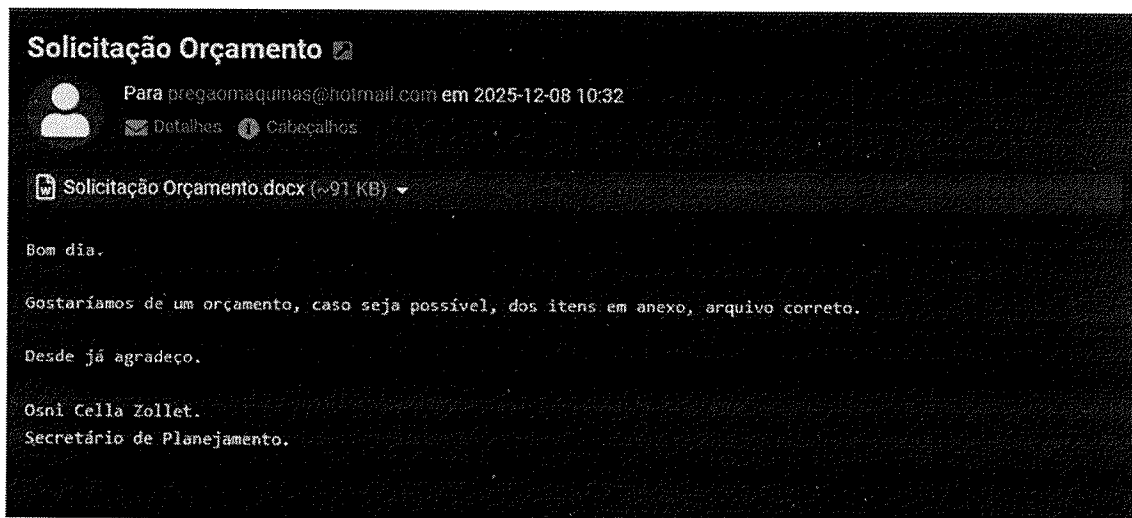 Solicitação Orçamento
Para pregaomaquinas@hotmail.com em 2025-12-08 10:32
Detalhes Cabeçalhos
Solicitação Orçamento.docx (~91 KB)
Bom dia.
Gostaríamos de um orçamento, caso seja possível, dos itens em anexo, arquivo correto.
Desde já agradeço.
Osni Cella Zollet.
Secretário de Planejamento.